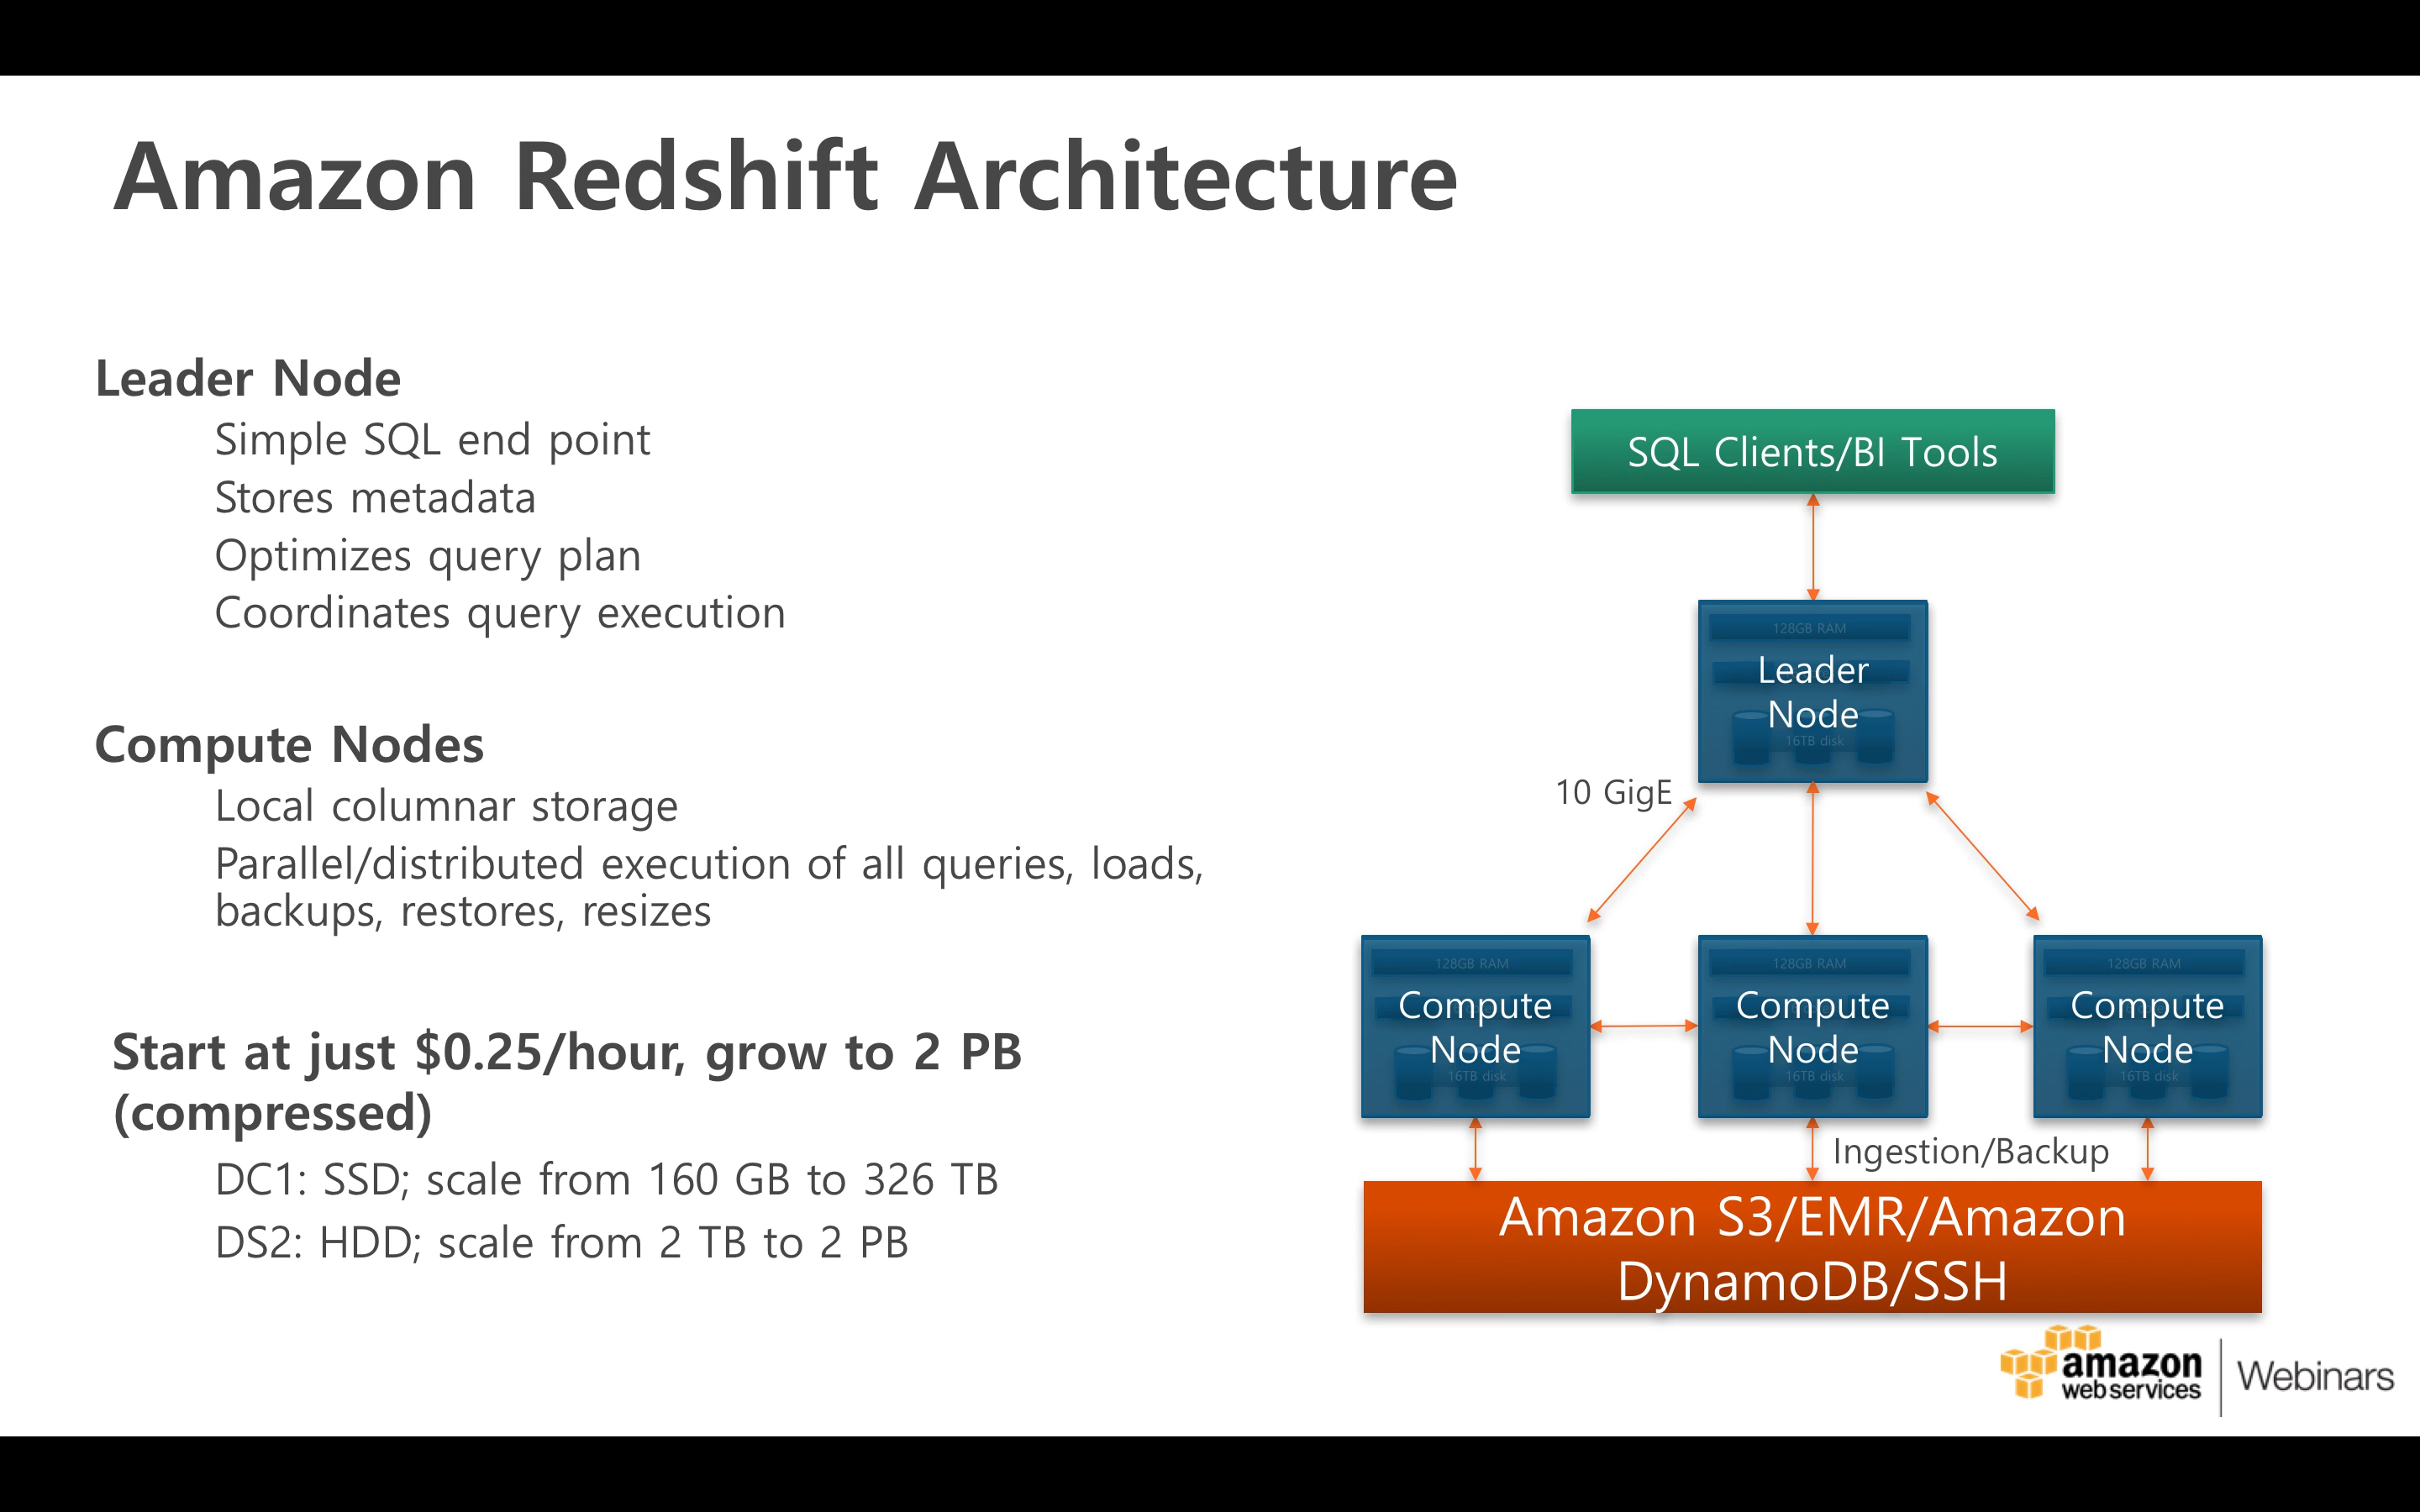 Amazon Redshift Architecture
Leader Node
Simple SQL end point
Stores metadata
Optimizes query plan
Coordinates query execution
Compute Nodes
Local columnar storage
Parallel/distributed execution of all queries, loads,
backups, restores, resizes
Start at just $0.25/hour, grow to 2 PB
(compressed)
DC1: SSD; scale from 160 GB to 326 TB
DS2: HDD; scale from 2 TB to 2 PB
SQL Clients/BI Tools
128GB RAM
Leader
Node
16TB disk
10 GigE
128GB RAM
Compute
Node
16TB disk
128GB RAM
Compute
Node
16TB disk
128GB RAM
Compute
Node
16TB disk
Ingestion/Backup
Amazon S3/EMR/Amazon
DynamoDB/SSH
amazon
web services
Webinars